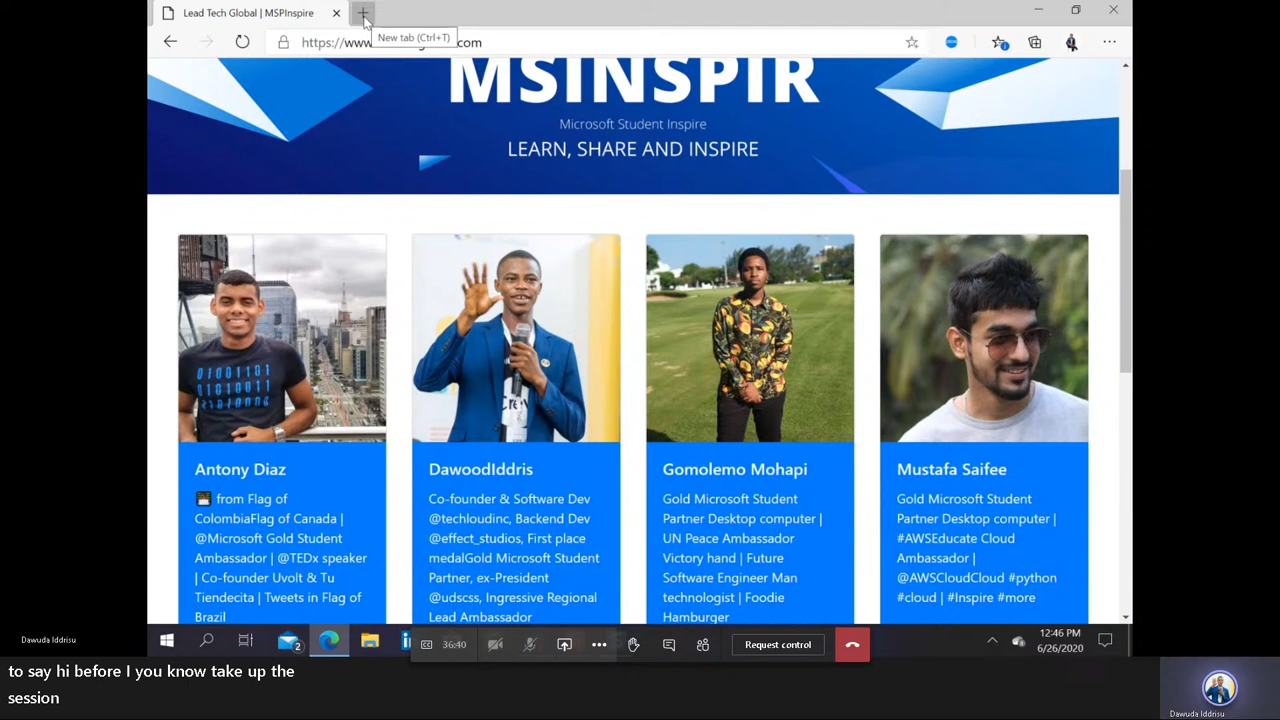 Lead Tech Global | MSPInspire
New tab (Ctrl+T)
https://www.
.com
MSINSPIR
Microsoft Student Inspire
LEARN, SHARE AND INSPIRE
01001101
Antony Diaz
from Flag of
ColombiaFlag of Canada |
@Microsoft Gold Student
Ambassador | @TEDx speaker
| Co-founder Uvolt & Tu
Tiendecita | Tweets in Flag of
Brazil
DawoodIddris
Co-founder & Software Dev
@techloudinc, Backend Dev
@effect_studios, First place
medalGold Microsoft Student
Partner, ex-President
@udscss, Ingressive Regional
Lead Ambassador
Gomolemo Mohapi
Gold Microsoft Student
Partner Desktop computer |
UN Peace Ambassador
Victory hand | Future
Software Engineer Man
technologist | Foodie
Hamburger
Mustafa Saifee
Gold Microsoft Student
Partner Desktop computer |
#AWSEducate Cloud
Ambassador |
@AWSCloudCloud #python
#cloud | #Inspire #more
2
36:40
Request control
12:46 PM
6/26/2020
Dawuda Iddrisu
to say hi before I you know take up the
session
Dawuda Iddrisu